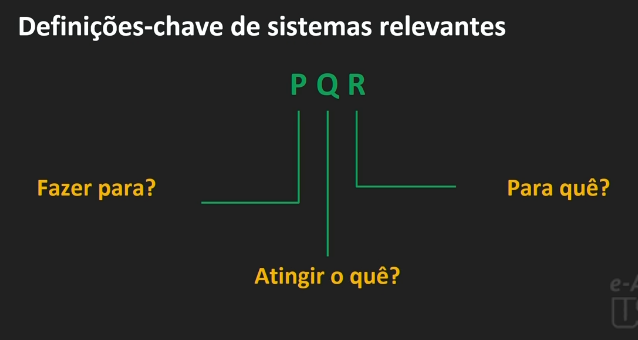 Definições-chave de sistemas relevantes
P Q R
Fazer para?
Para quê?
Atingir o quê?